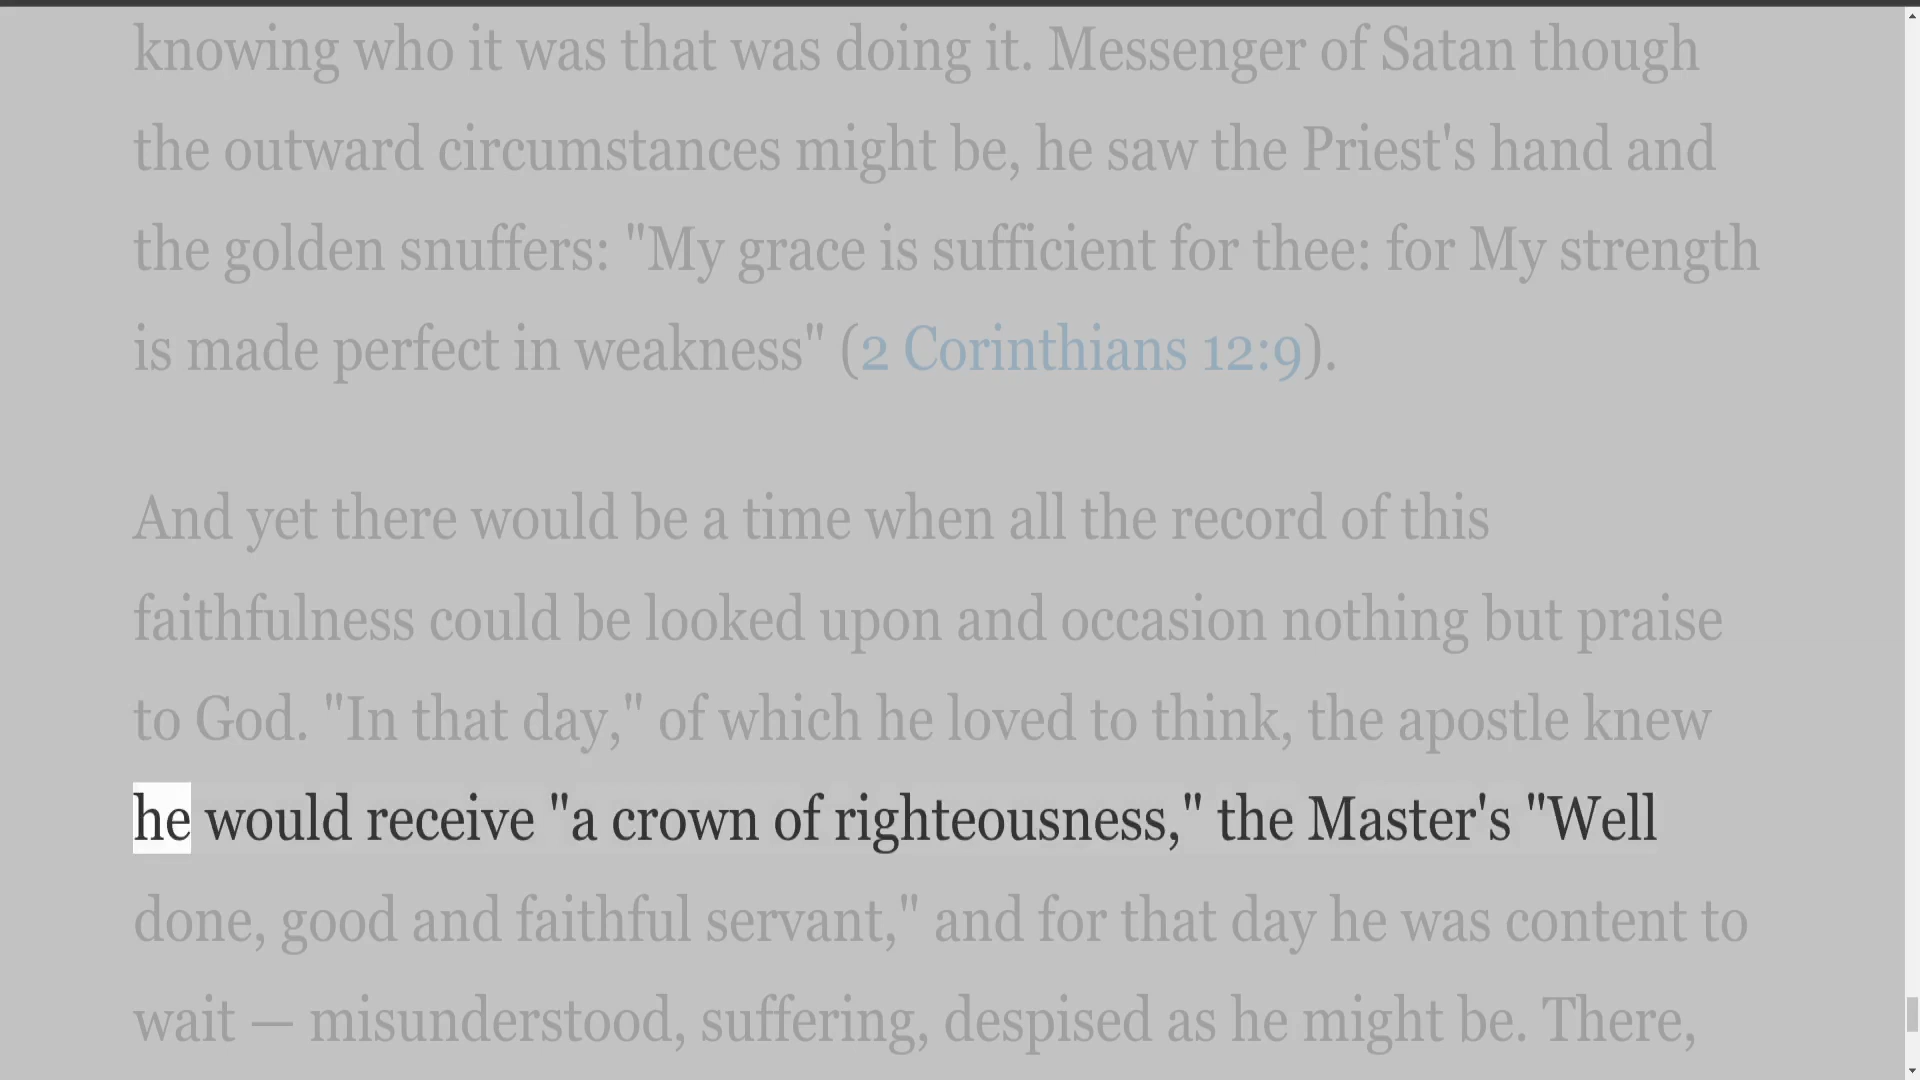 knowing who it was that was doing it. Messenger of Satan though
the outward circumstances might be, he saw the Priest's hand and
the golden snuffers: "My grace is sufficient for thee: for My strength
is made perfect in weakness" (2 Corinthians 12:9).
And yet there would be a time when all the record of this
faithfulness could be looked upon and occasion nothing but praise
to God. "In that day," of which he loved to think, the apostle knew
he would receive "a crown of righteousness," the Master's "Well
done, good and faithful servant," and for that day he was content to
wait — misunderstood, suffering, despised as he might be. There,